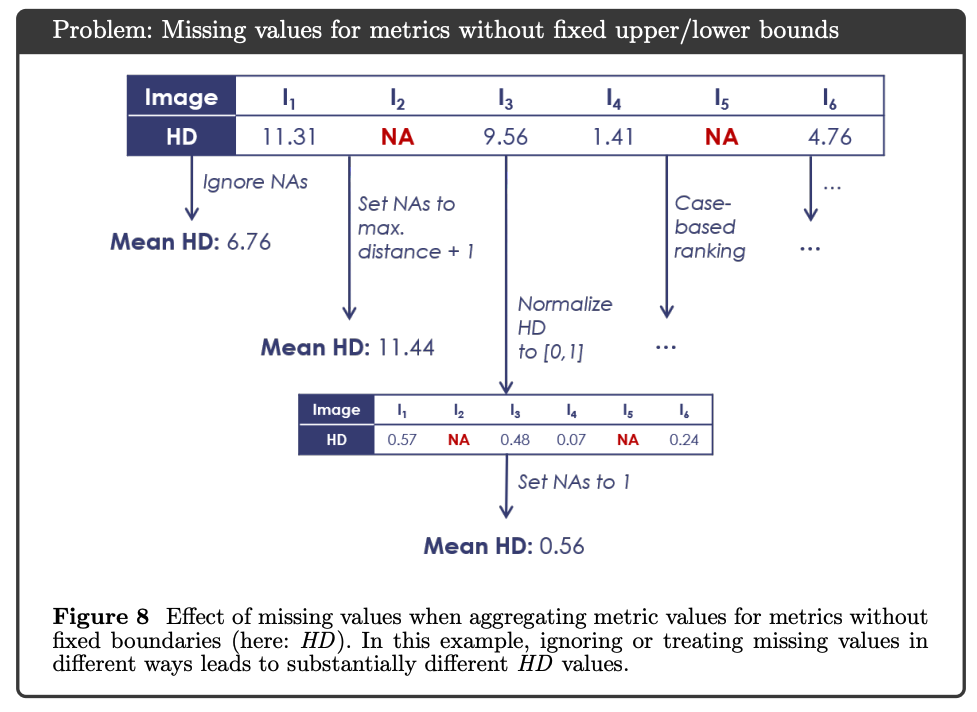 Problem: Missing values for metrics without fixed upper/lower bounds
Image I₁ I₂ I₃ I₄ I₅ I₆
HD 11.31 NA 9.56 1.41 NA 4.76
Ignore NAs
Mean HD: 6.76
Set NAs to
max.
distance + 1
Mean HD: 11.44
Normalize
HD
to [0,1]
Case-
based
ranking
...
...
...
Image I₁ I₂ I₃ I₄ I₅ I₆
HD 0.57 NA 0.48 0.07 NA 0.24
Set NAs to 1
Mean HD: 0.56
Figure 8 Effect of missing values when aggregating metric values for metrics without
fixed boundaries (here: HD). In this example, ignoring or treating missing values in
different ways leads to substantially different HD values.